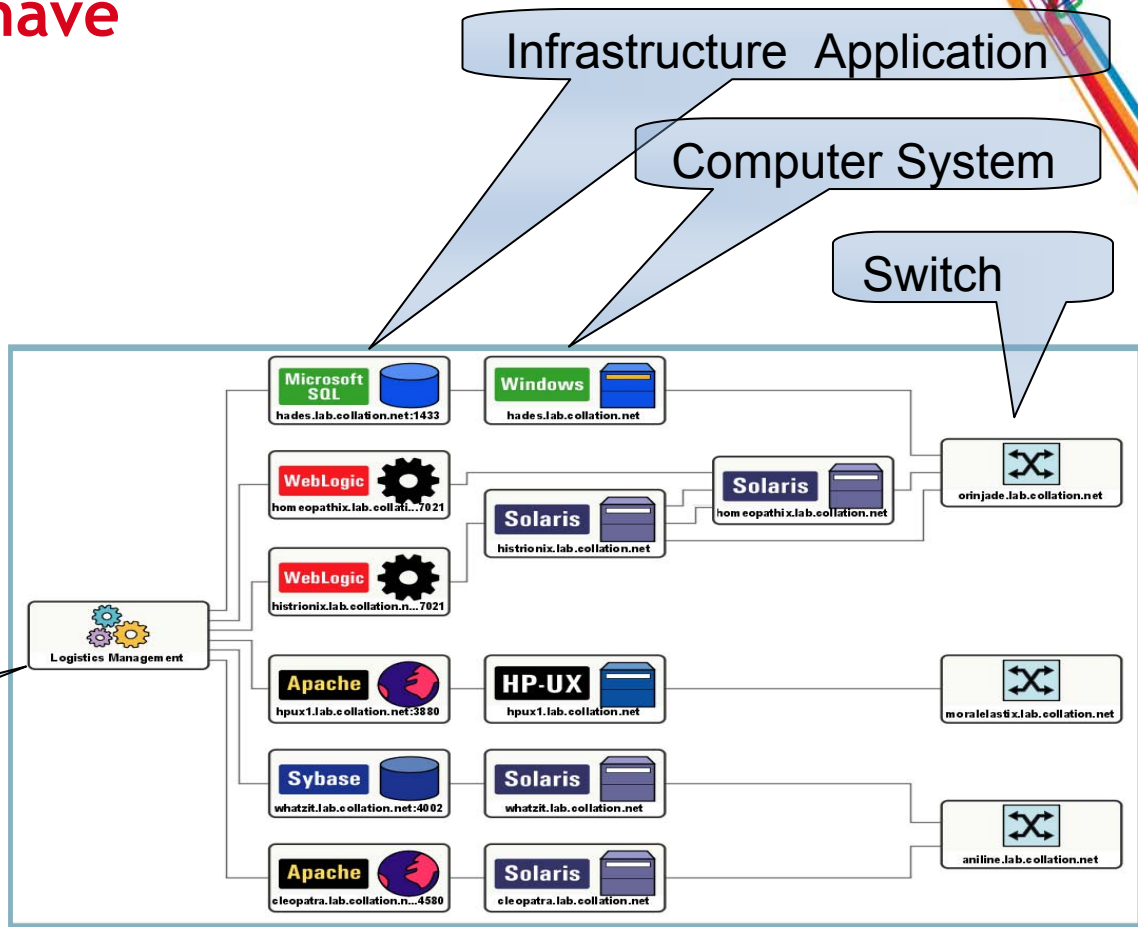 have
Infrastructure Application
Computer System
Switch
Microsoft
SQL
hades.lab.collation.net:1433
Windows
hades.lab.collation.net
WebLogic
homeopathix.lab.collati...7021
Solaris
homeopathix.lab.collation.net
orinjade.lab.collation.net
Solaris
histrionix.lab.collation.net
WebLogic
histrionix.lab.collation.n...7021
Logistics Management
Apache
hpux1.lab.collation.net:3880
HP-UX
hpux1.lab.collation.net
moralelastix.lab.collation.net
Sybase
whatzit.lab.collation.net:4002
Solaris
whatzit.lab.collation.net
aniline.lab.collation.net
Apache
cleopatra.lab.collation.n...4580
Solaris
cleopatra.lab.collation.net